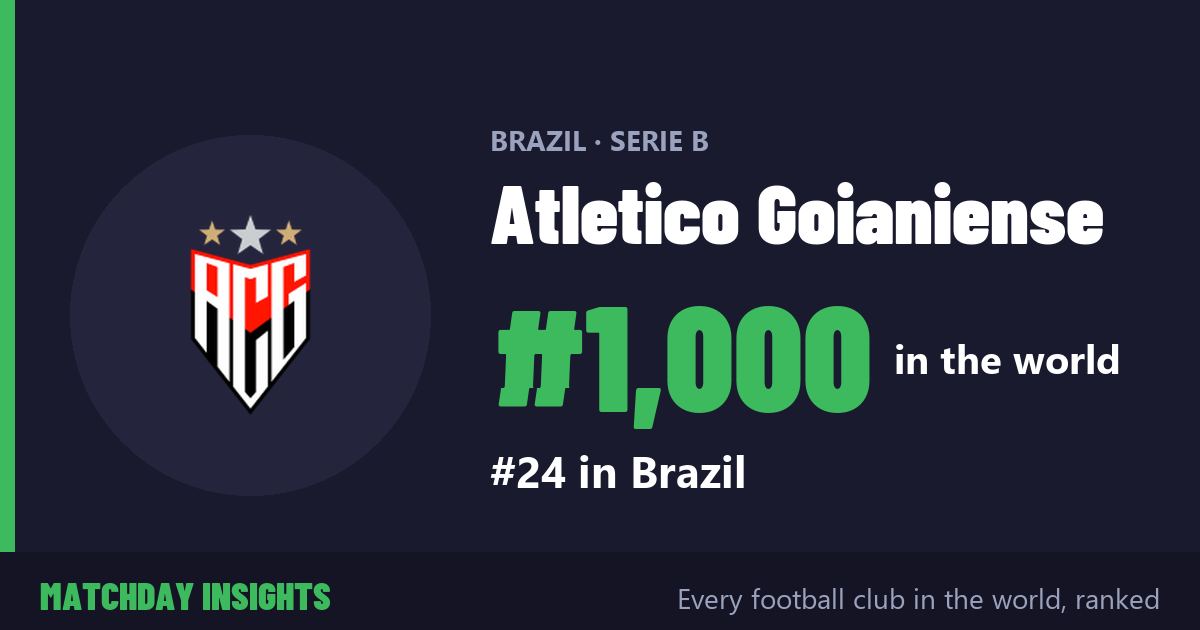 BRAZIL · SERIE B
Atletico Goianiense
ACG
#1,000 in the world
#24 in Brazil
MATCHDAY INSIGHTS
Every football club in the world, ranked